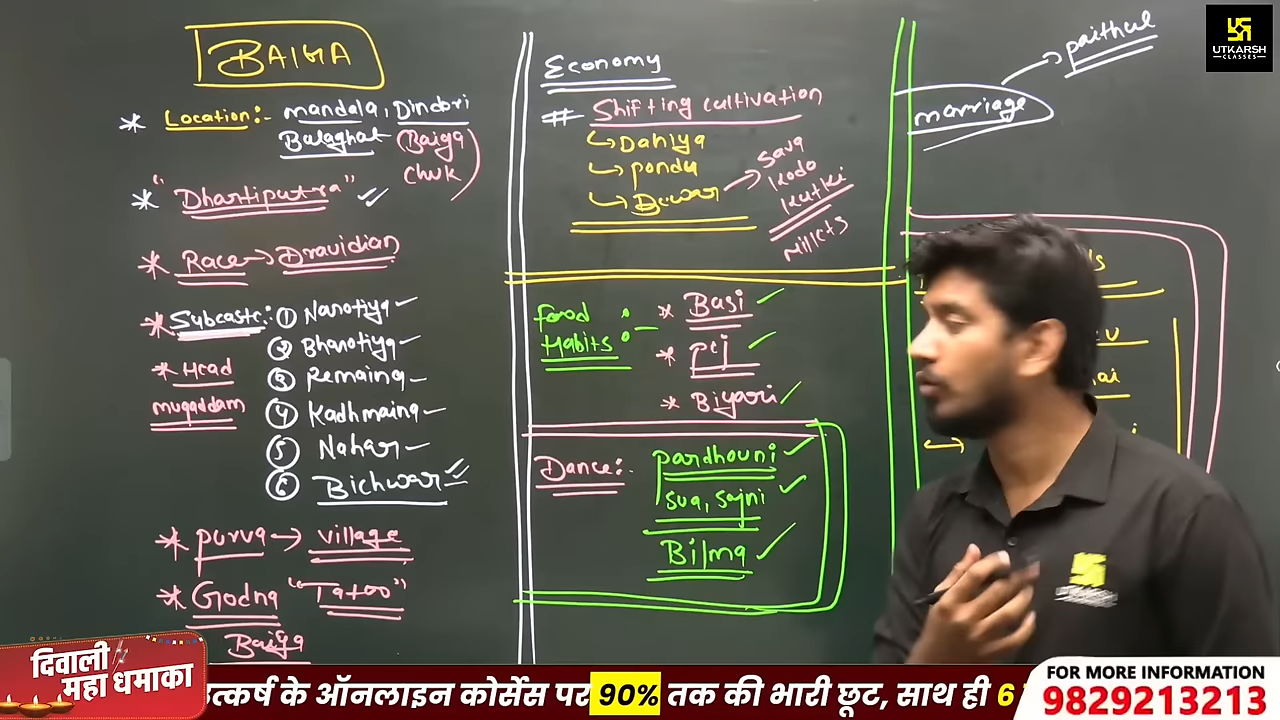 BAIGA
* Location:- mandala, Dindori
Balaghat (Baiga
chuk)
* "Dhartiputra"
* Race → Dravidian
* Subcaste:- ① Narotiya -
② Bharotiya -
③ Remaina -
④ Kadhmaina -
⑤ Nahar -
⑥ Bichwar
* Head
muqaddam
* purva → village
* Godna "Tatoo"
Baiga
Economy
# Shifting cultivation
↳ Dahiya
↳ pondu
↳ Bewar → Sava
Kodo
Kutki
Millets
food
Habits:-
* Basi
* pej
* Biyari
Dance:-
pardhouni
sua, sajni
Bilma
marriage → paithul
UTKARSH
CLASSES
दिवाली
महा धमाका
त्कर्ष के ऑनलाइन कोर्सेस पर 90% तक की भारी छूट, साथ ही 6
FOR MORE INFORMATION
9829213213